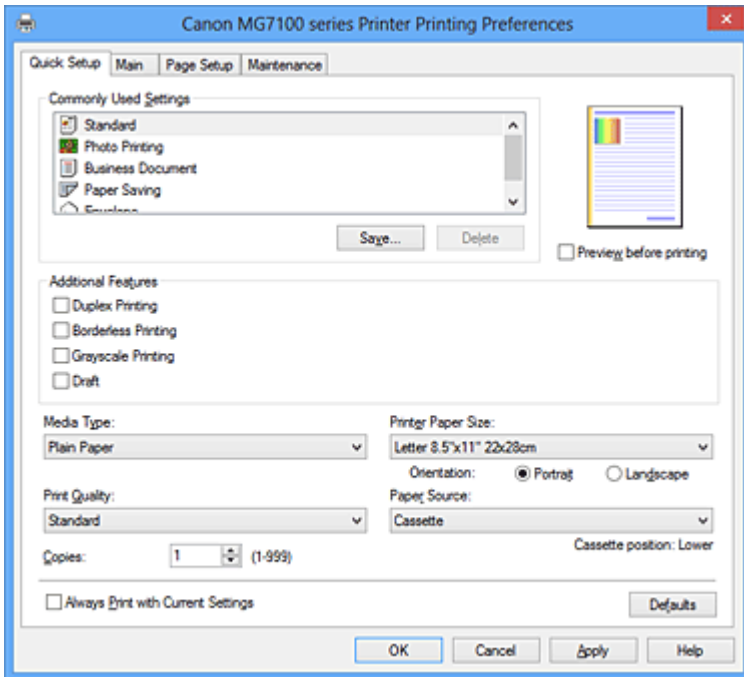 Canon MG7100 series Printer Printing Preferences
Quick Setup Main Page Setup Maintenance
Commonly Used Settings
Standard
Photo Printing
Business Document
Paper Saving
Envelope
Save... Delete
Preview before printing
Additional Features
Duplex Printing
Borderless Printing
Grayscale Printing
Draft
Media Type:
Plain Paper
Printer Paper Size:
Letter 8.5"x11" 22x28cm
Orientation: Portrait Landscape
Print Quality:
Standard
Paper Source:
Cassette
Cassette position: Lower
Copies: 1 (1-999)
Always Print with Current Settings
Defaults
OK Cancel Apply Help